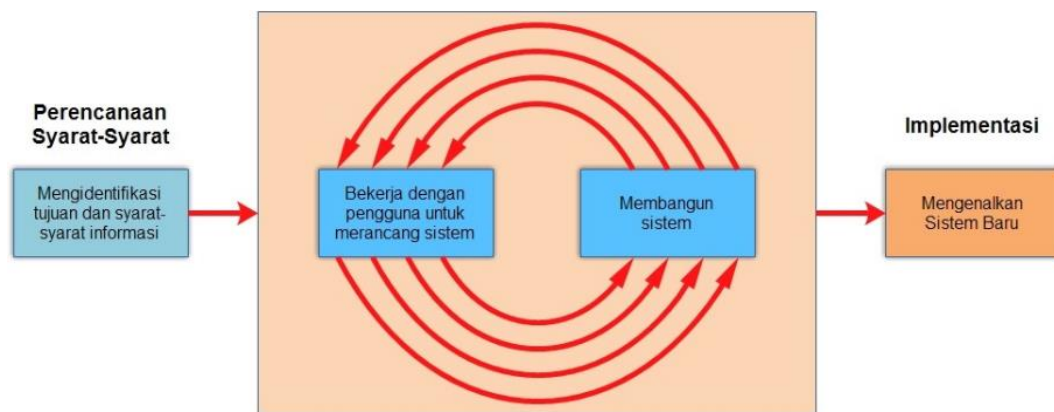 Perencanaan
Syarat-Syarat
Mengidentifikasi
tujuan dan syarat-
syarat informasi
Bekerja dengan
pengguna untuk
merancang sistem
Membangun
sistem
Implementasi
Mengenalkan
Sistem Baru